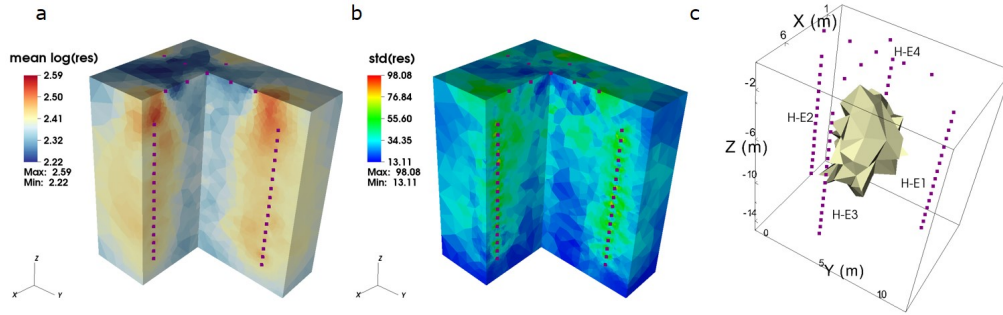 a
mean log(res)
2.59
2.50
2.41
2.32
2.22
Max: 2.59
Min: 2.22
Z
X
Y
b
std(res)
98.08
76.84
55.60
34.35
13.11
Max: 98.08
Min: 13.11
Z
X
Y
c
X (m)
1
6
-2
-6
Z (m)
-10
-14
0
5
Y (m)
10
H-E4
H-E2
H-E1
H-E3